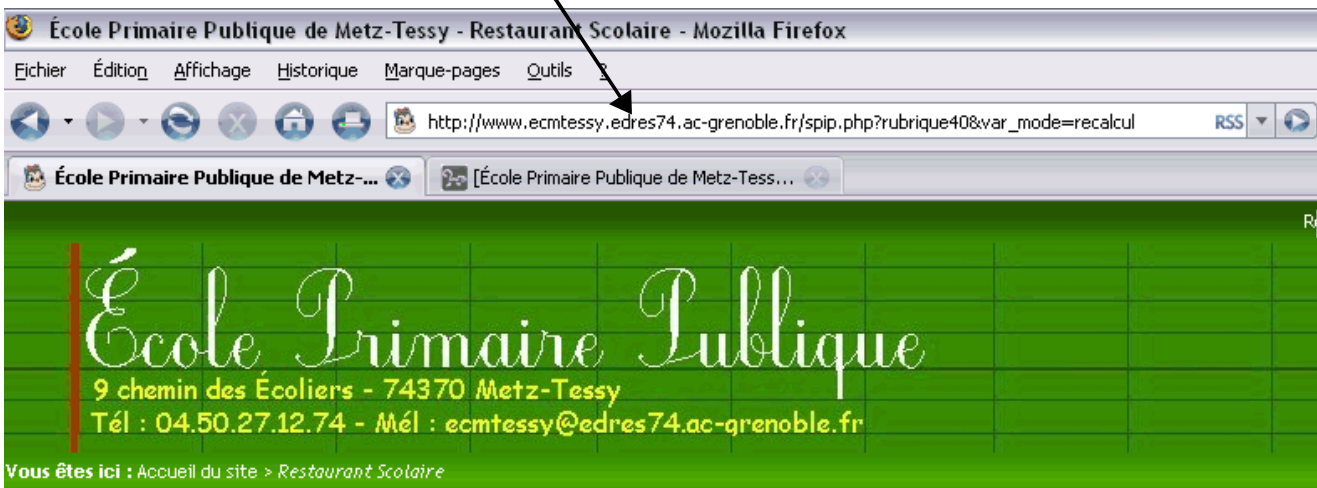 École Primaire Publique de Metz-Tessy - Restaurant Scolaire - Mozilla Firefox
Fichier Édition Affichage Historique Marque-pages Outils ?
http://www.ecmtessy.edres74.ac-grenoble.fr/spip.php?rubrique40&var_mode=recalcul RSS
École Primaire Publique de Metz-... [École Primaire Publique de Metz-Tess...
École Primaire Publique
9 chemin des Écoliers - 74370 Metz-Tessy
Tél : 04.50.27.12.74 - Mél : ecmtessy@edres74.ac-grenoble.fr
Vous êtes ici : Accueil du site > Restaurant Scolaire